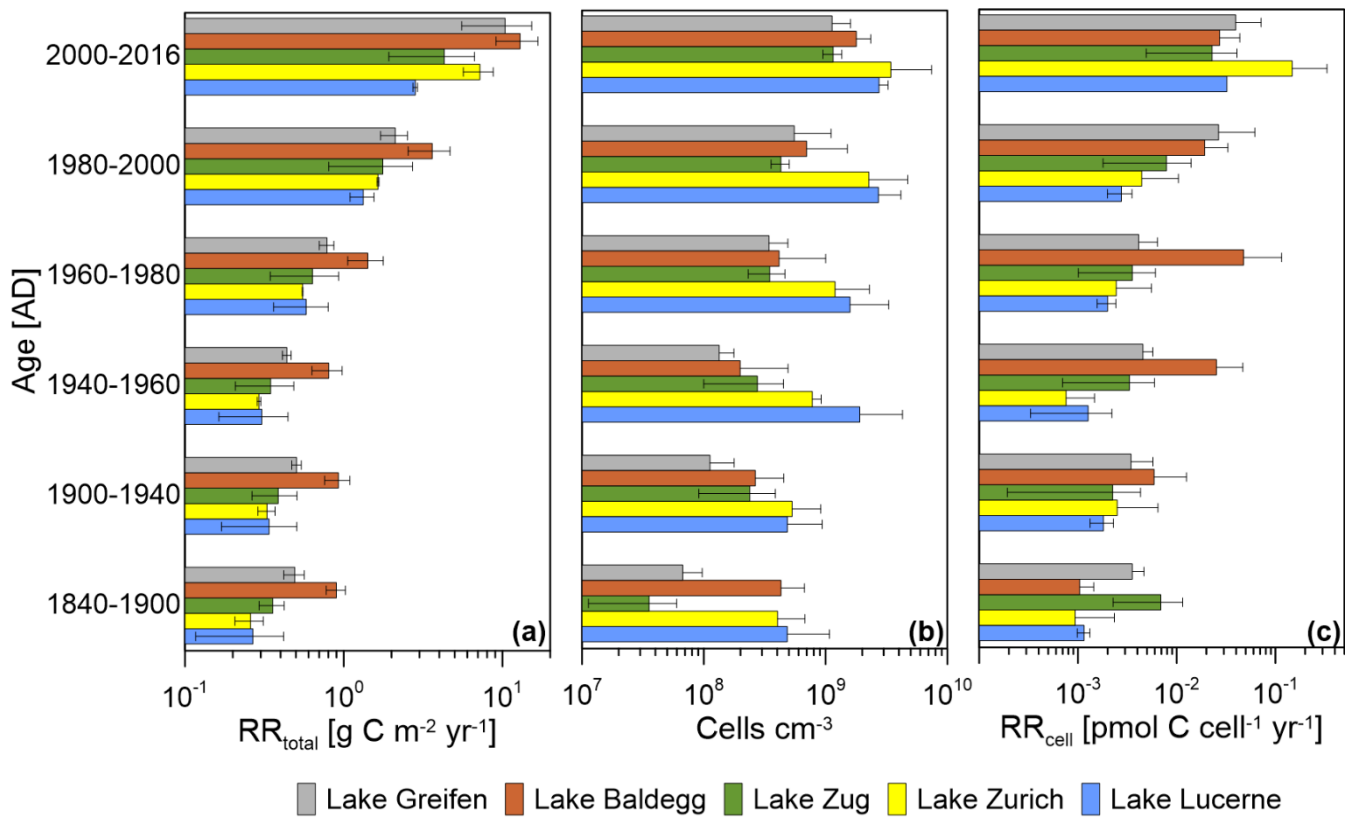 Age [AD]
2000-2016
1980-2000
1960-1980
1940-1960
1900-1940
1840-1900
(a) (b) (c)
10⁻¹ 10⁰ 10¹ 10⁷ 10⁸ 10⁹ 10¹⁰ 10⁻³ 10⁻² 10⁻¹
RR_total [g C m⁻² yr⁻¹] Cells cm⁻³ RR_cell [pmol C cell⁻¹ yr⁻¹]
Lake Greifen Lake Baldegg Lake Zug Lake Zurich Lake Lucerne